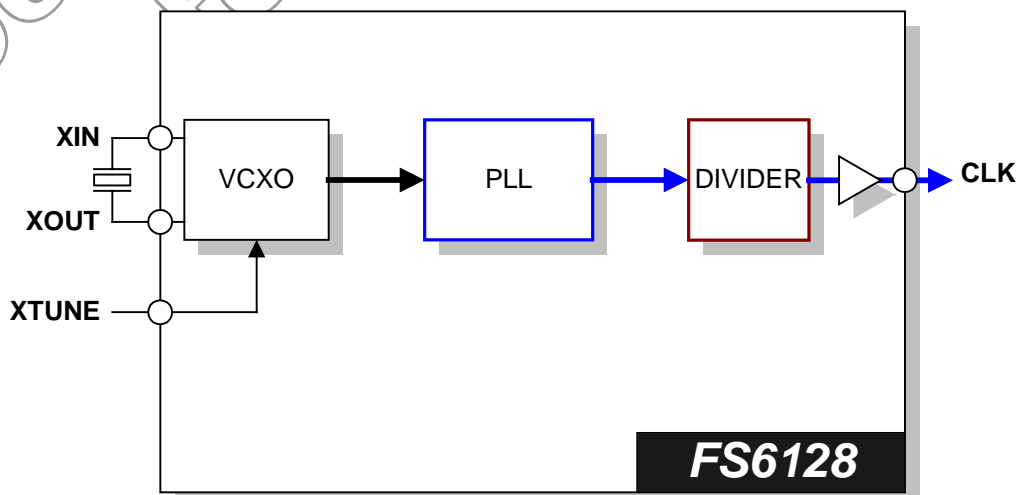 XIN
XOUT
XTUNE
VCXO
PLL
DIVIDER
CLK
FS6128